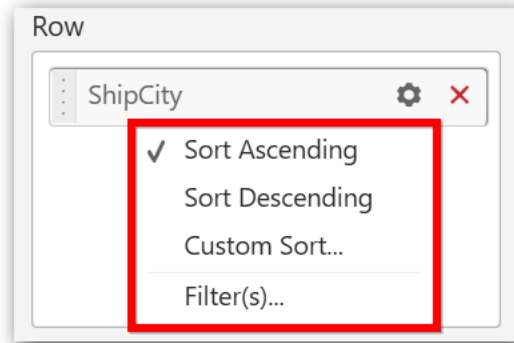 Row
ShipCity
Sort Ascending
Sort Descending
Custom Sort...
Filter(s)...